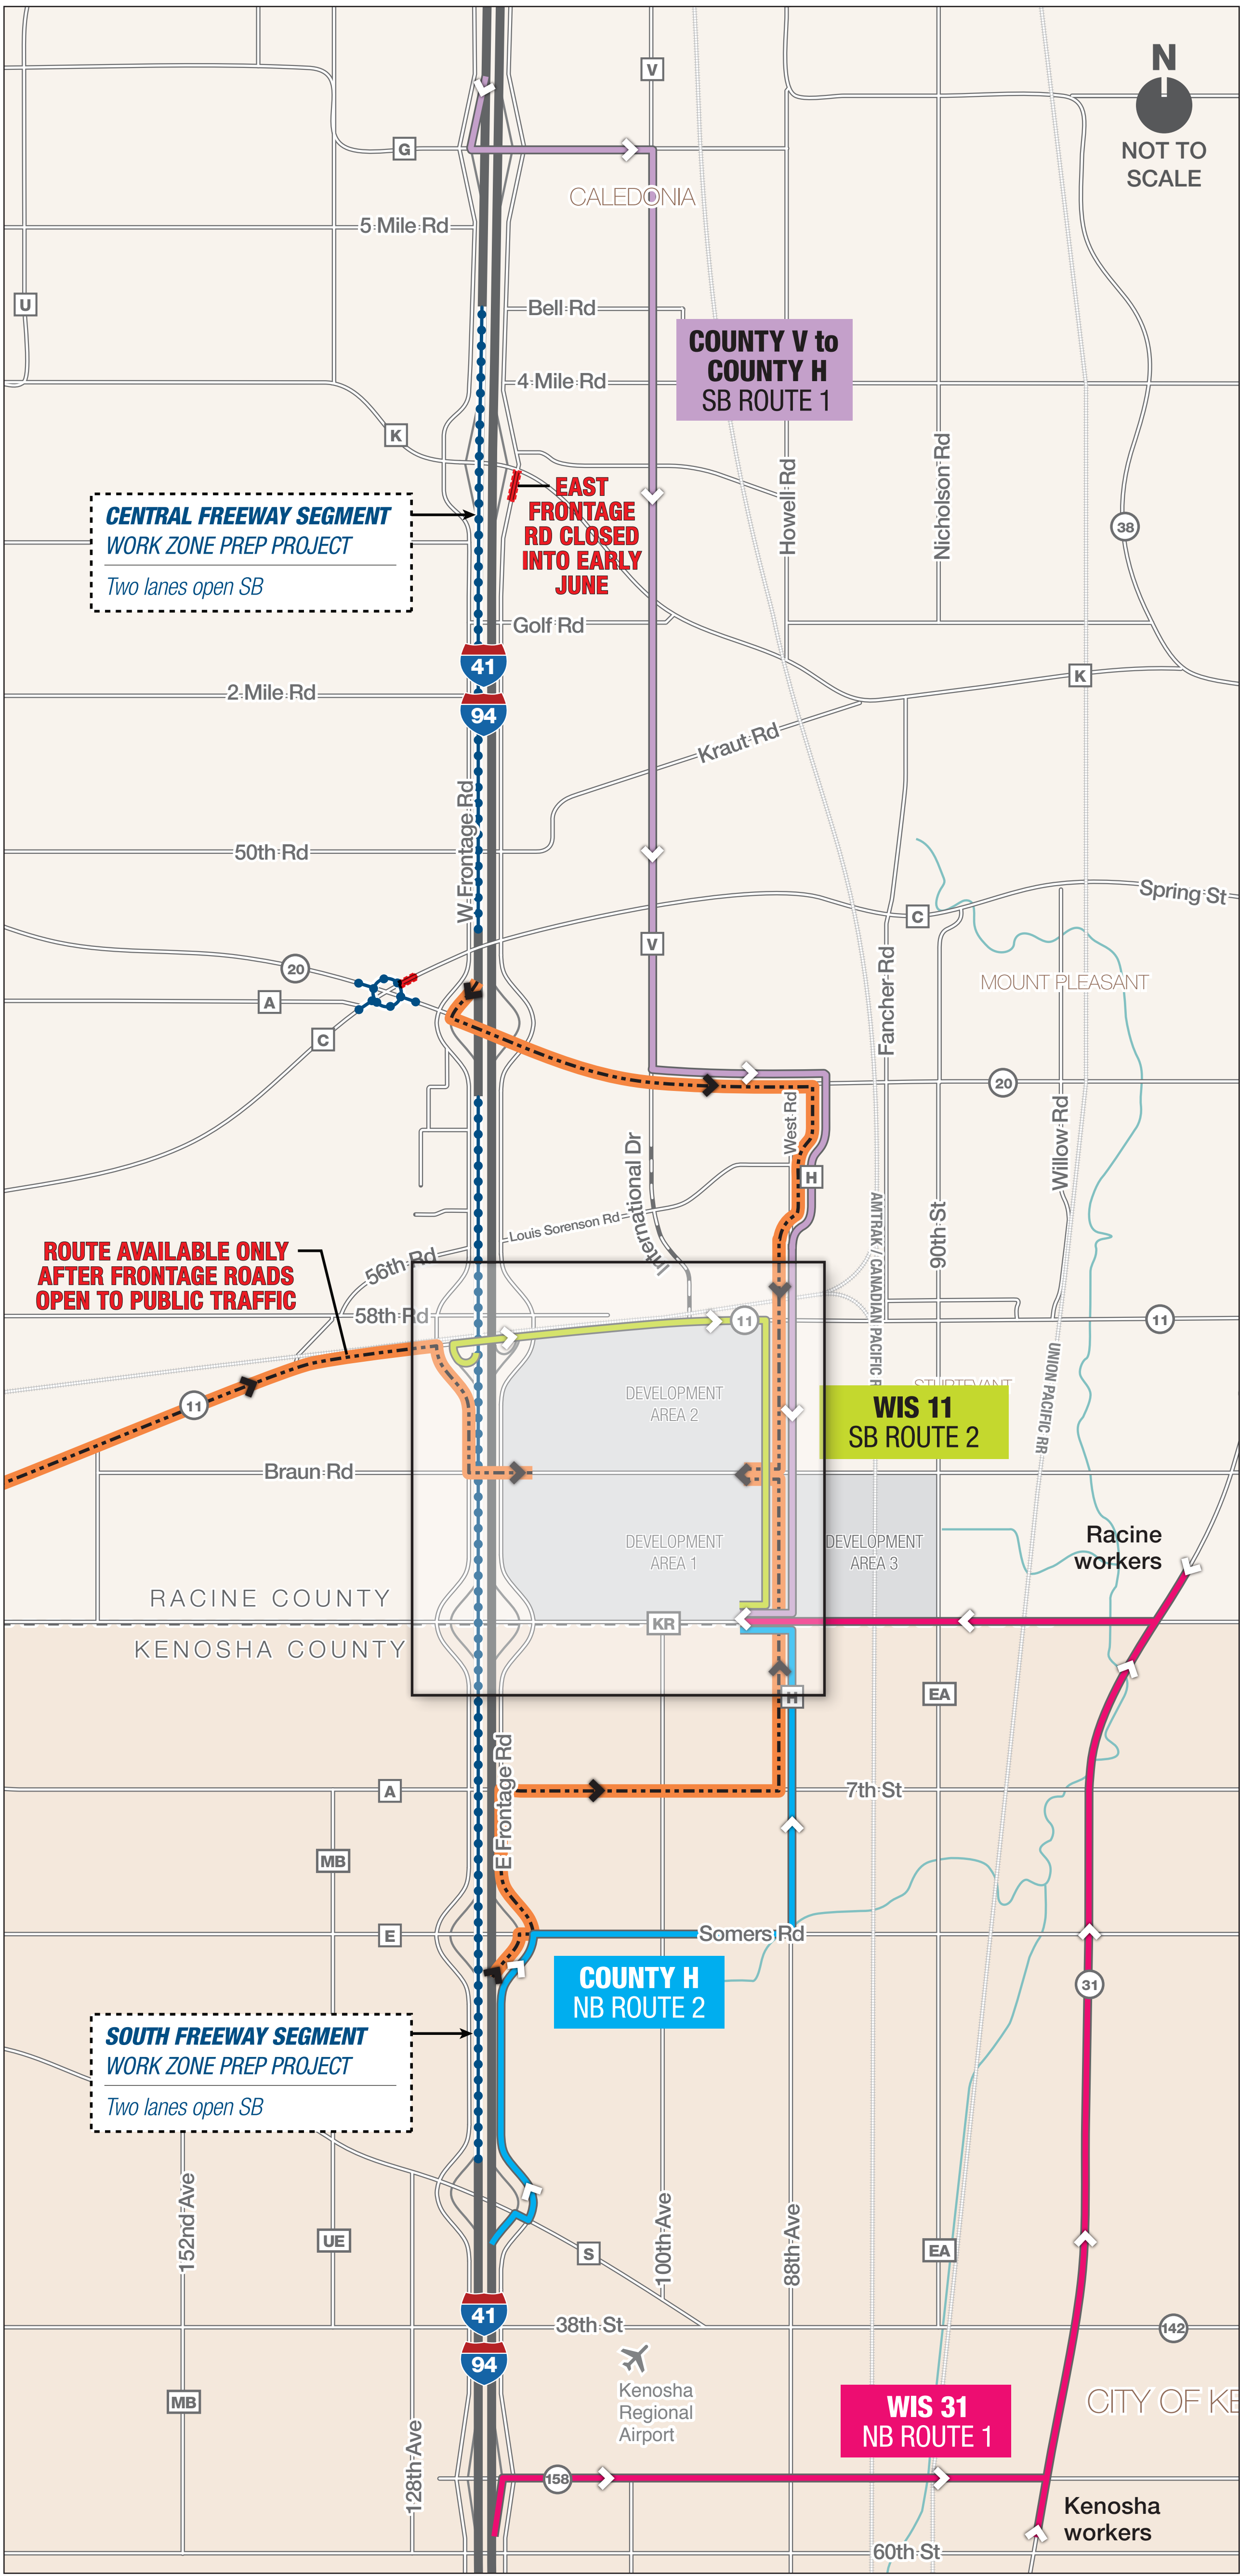 N
NOT TO
SCALE
V
G
CALEDONIA
5 Mile Rd
U
Bell Rd
COUNTY V to
COUNTY H
SB ROUTE 1
4 Mile Rd
K
Howell Rd
Nicholson Rd
EAST
FRONTAGE
RD CLOSED
INTO EARLY
JUNE
CENTRAL FREEWAY SEGMENT
WORK ZONE PREP PROJECT
Two lanes open SB
38
Golf Rd
41
K
2 Mile Rd
94
Kraut Rd
W Frontage Rd
50th Rd
Spring St
C
V
20
MOUNT PLEASANT
A
Fancher Rd
C
20
West Rd
Willow Rd
International Dr
H
Louis Sorenson Rd
AMTRAK / CANADIAN PACIFIC R
90th St
ROUTE AVAILABLE ONLY
AFTER FRONTAGE ROADS
OPEN TO PUBLIC TRAFFIC
56th Rd
58th Rd
11
11
UNION PACIFIC RR
STURTEVANT
DEVELOPMENT
AREA 2
WIS 11
SB ROUTE 2
11
Braun Rd
Racine
workers
DEVELOPMENT
AREA 1
DEVELOPMENT
AREA 3
RACINE COUNTY
KR
KENOSHA COUNTY
H
EA
E Frontage Rd
A
7th St
MB
E
Somers Rd
COUNTY H
NB ROUTE 2
31
SOUTH FREEWAY SEGMENT
WORK ZONE PREP PROJECT
Two lanes open SB
152nd Ave
UE
S
100th Ave
88th Ave
EA
41
38th St
142
94
Kenosha
Regional
Airport
MB
WIS 31
NB ROUTE 1
CITY OF KE
128th Ave
158
Kenosha
workers
60th St